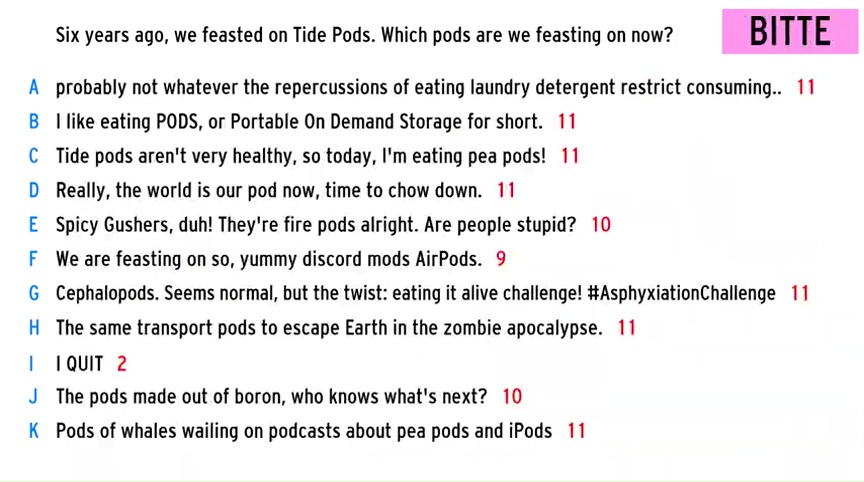 Six years ago, we feasted on Tide Pods. Which pods are we feasting on now?
BITTE
A probably not whatever the repercussions of eating laundry detergent restrict consuming.. 11
B I like eating PODS, or Portable On Demand Storage for short. 11
C Tide pods aren't very healthy, so today, I'm eating pea pods! 11
D Really, the world is our pod now, time to chow down. 11
E Spicy Gushers, duh! They're fire pods alright. Are people stupid? 10
F We are feasting on so, yummy discord mods AirPods. 9
G Cephalopods. Seems normal, but the twist: eating it alive challenge! #AsphyxiationChallenge 11
H The same transport pods to escape Earth in the zombie apocalypse. 11
I I QUIT 2
J The pods made out of boron, who knows what's next? 10
K Pods of whales wailing on podcasts about pea pods and iPods 11